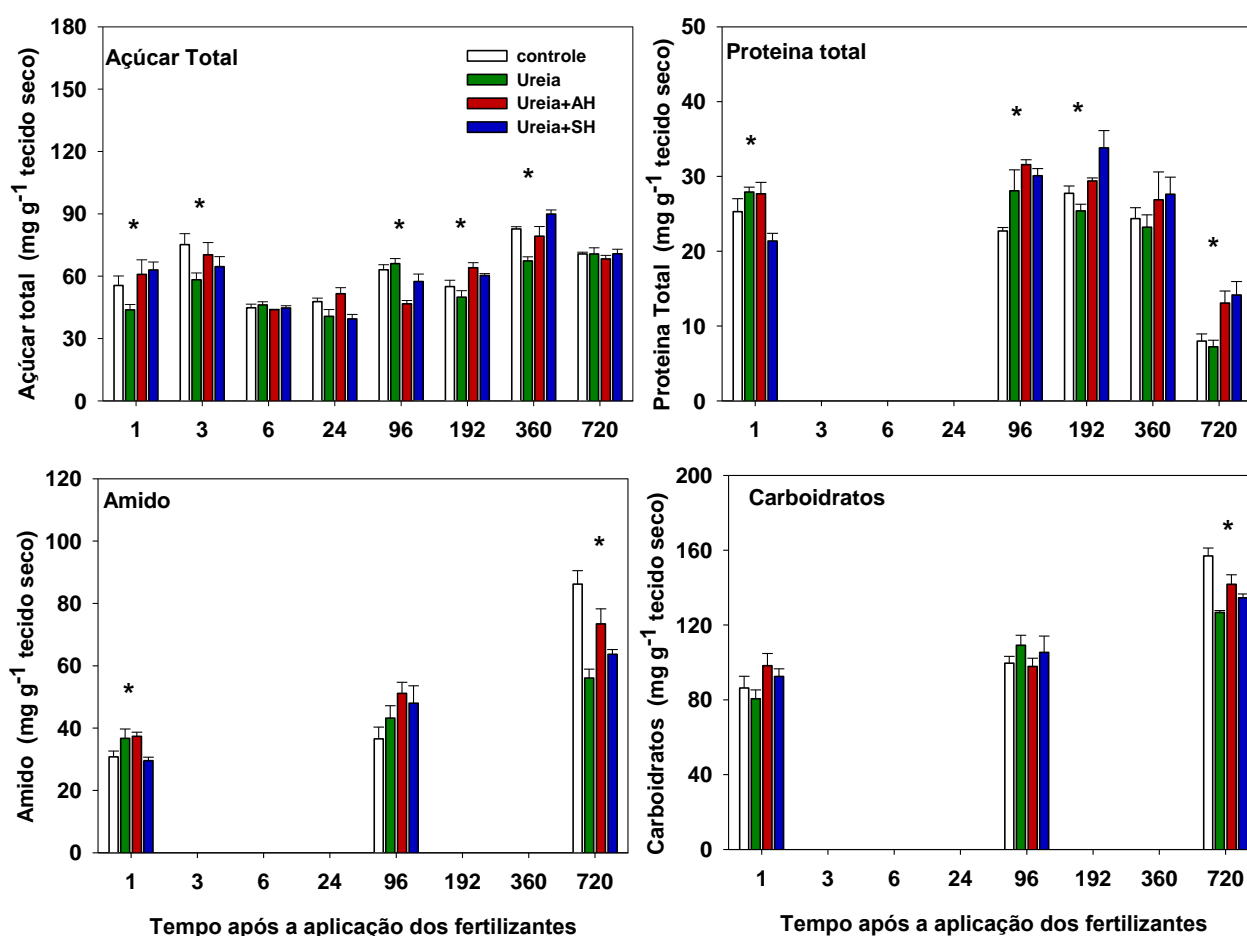 Açúcar Total
controle
Ureia
Ureia+AH
Ureia+SH
Açúcar total (mg g-1 tecido seco)
180
150
120
90
60
30
0
* * * * *
1 3 6 24 96 192 360 720
Proteina total
Proteina Total (mg g-1 tecido seco)
50
40
30
20
10
0
* * * *
1 3 6 24 96 192 360 720
Amido
Amido (mg g-1 tecido seco)
120
100
80
60
40
20
0
* *
1 3 6 24 96 192 360 720
Tempo após a aplicação dos fertilizantes
Carboidratos
Carboidratos (mg g-1 tecido seco)
200
160
120
80
40
0
*
1 3 6 24 96 192 360 720
Tempo após a aplicação dos fertilizantes